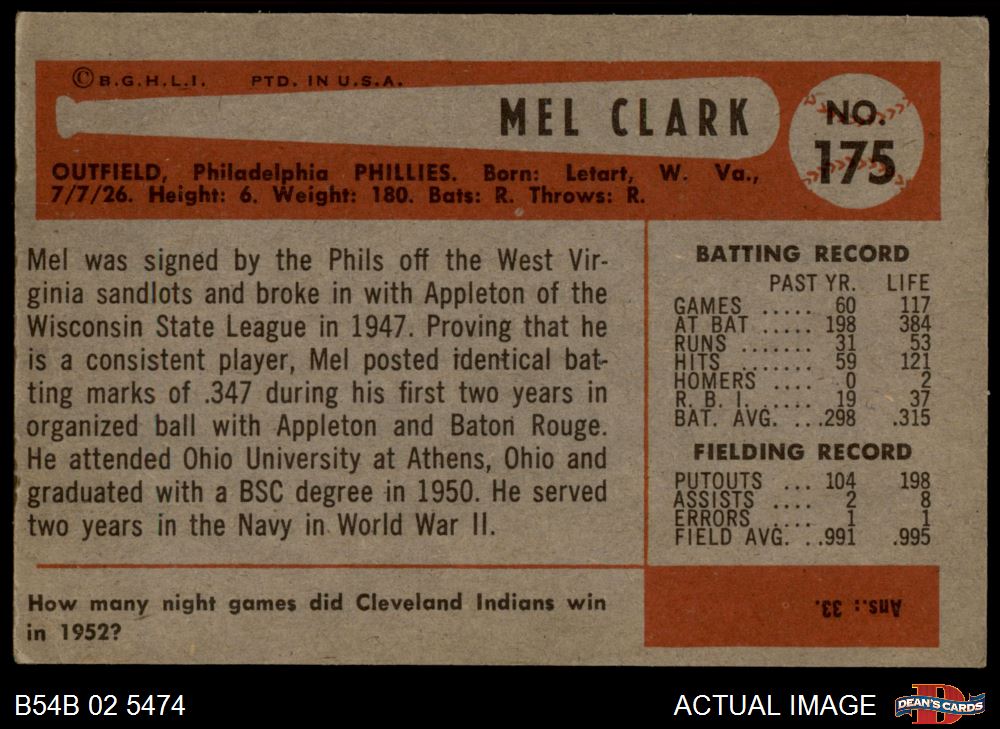 © B.G.H.L.I. PTD. IN U.S.A.
MEL CLARK
NO.
175
OUTFIELD, Philadelphia PHILLIES. Born: Letart, W. Va.,
7/7/26. Height: 6. Weight: 180. Bats: R. Throws: R.
Mel was signed by the Phils off the West Vir-
ginia sandlots and broke in with Appleton of the
Wisconsin State League in 1947. Proving that he
is a consistent player, Mel posted identical bat-
ting marks of .347 during his first two years in
organized ball with Appleton and Baton Rouge.
He attended Ohio University at Athens, Ohio and
graduated with a BSC degree in 1950. He served
two years in the Navy in World War II.
BATTING RECORD
PAST YR. LIFE
GAMES ..... 60 117
AT BAT ..... 198 384
RUNS ....... 31 53
HITS ....... 59 121
HOMERS .... 0 2
R. B. I. ..... 19 37
BAT. AVG. ... .298 .315
FIELDING RECORD
PUTOUTS ... 104 198
ASSISTS .... 2 8
ERRORS .... 1 1
FIELD AVG. . .991 .995
How many night games did Cleveland Indians win
in 1952?
Ans.: 33.
B54B 02 5474
ACTUAL IMAGE
D
DEAN'S CARDS